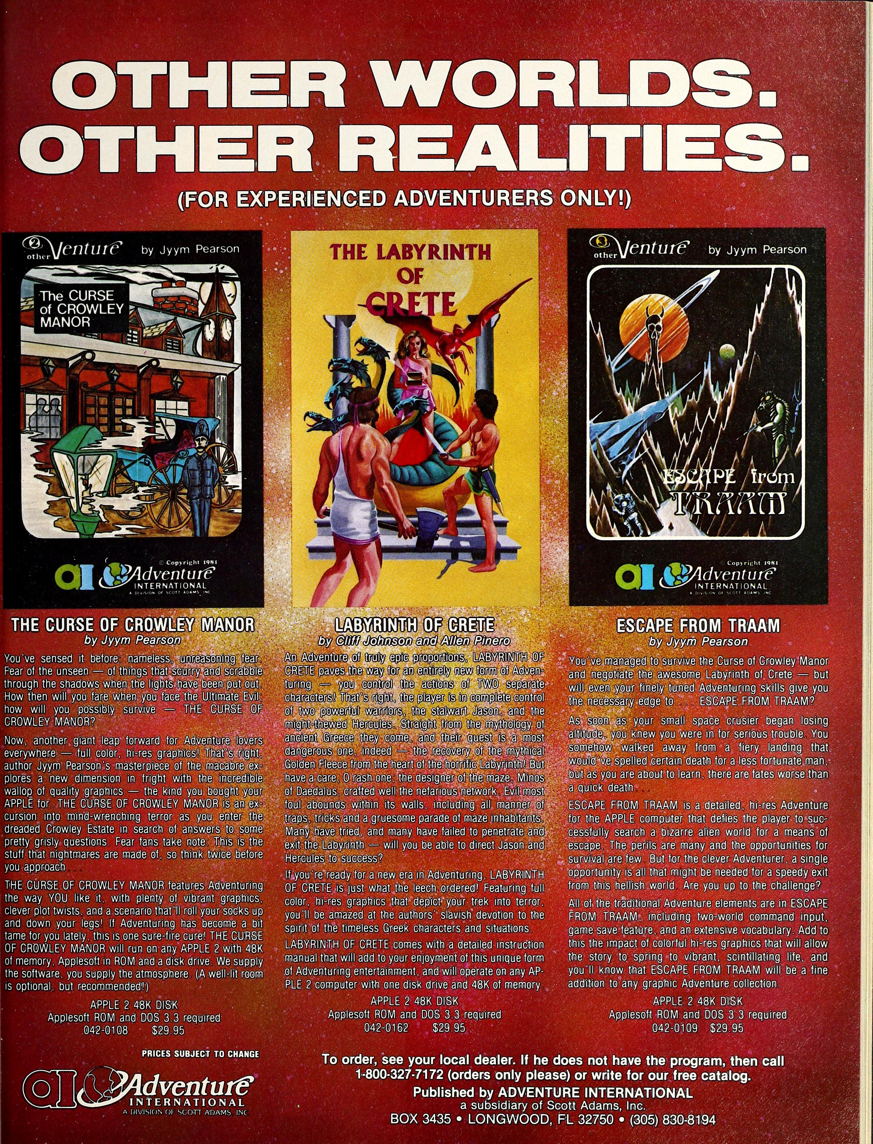 OTHER WORLDS.
OTHER REALITIES.
(FOR EXPERIENCED ADVENTURERS ONLY!)
2
other Venture by Jyym Pearson
The CURSE
of CROWLEY
MANOR
© Copyright 1981
ai Adventure
INTERNATIONAL
A DIVISION OF SCOTT ADAMS, INC.
THE LABYRINTH
OF
CRETE
3
other Venture by Jyym Pearson
ESCAPE from
TRAAM
© Copyright 1981
ai Adventure
INTERNATIONAL
A DIVISION OF SCOTT ADAMS, INC.
THE CURSE OF CROWLEY MANOR
by Jyym Pearson
You've sensed it before: nameless, unreasoning fear.
Fear of the unseen — of things that scurry and scrabble
through the shadows when the lights have been put out.
How then will you fare when you face the Ultimate Evil;
how will you possibly survive — THE CURSE OF
CROWLEY MANOR?
Now, another giant leap forward for Adventure lovers
everywhere — full color, hi-res graphics! That's right,
author Jyym Pearson's masterpiece of the macabre ex-
plores a new dimension in fright with the incredible
wallop of quality graphics — the kind you bought your
APPLE for. THE CURSE OF CROWLEY MANOR is an ex-
cursion into mind-wrenching terror as you enter the
dreaded Crowley Estate in search of answers to some
pretty grisly questions. Fear fans take note: This is the
stuff that nightmares are made of, so think twice before
you approach . . .
THE CURSE OF CROWLEY MANOR features Adventuring
the way YOU like it, with plenty of vibrant graphics,
clever plot twists, and a scenario that'll roll your socks up
and down your legs! If Adventuring has become a bit
tame for you lately, this is one sure-fire cure! THE CURSE
OF CROWLEY MANOR will run on any APPLE 2 with 48K
of memory, Applesoft in ROM and a disk drive. We supply
the software, you supply the atmosphere. (A well-lit room
is optional, but recommended!)
APPLE 2 48K DISK
Applesoft ROM and DOS 3.3 required
042-0108 $29.95
LABYRINTH OF CRETE
by Cliff Johnson and Allen Pinero
An Adventure of truly epic proportions, LABYRINTH OF
CRETE paves the way for an entirely new form of Adven-
turing — you control the actions of TWO separate
characters! That's right, the player is in complete control
of two powerful warriors, the stalwart Jason, and the
might-thewed Hercules. Straight from the mythology of
ancient Greece they come, and their quest is a most
dangerous one, indeed — the recovery of the mythical
Golden Fleece from the heart of the horrific Labyrinth! But
have a care, O rash one; the designer of the maze, Minos
of Daedalus, crafted well the nefarious network. Evil most
foul abounds within its walls, including all manner of
traps, tricks and a gruesome parade of maze inhabitants.
Many have tried, and many have failed to penetrate and
exit the Labyrinth — will you be able to direct Jason and
Hercules to success?
If you're ready for a new era in Adventuring, LABYRINTH
OF CRETE is just what the leech ordered! Featuring full
color, hi-res graphics that depict your trek into terror,
you'll be amazed at the authors' slavish devotion to the
spirit of the timeless Greek characters and situations.
LABYRINTH OF CRETE comes with a detailed instruction
manual that will add to your enjoyment of this unique form
of Adventuring entertainment, and will operate on any AP-
PLE 2 computer with one disk drive and 48K of memory.
APPLE 2 48K DISK
Applesoft ROM and DOS 3.3 required
042-0162 $29.95
ESCAPE FROM TRAAM
by Jyym Pearson
You've managed to survive the Curse of Crowley Manor
and negotiate the awesome Labyrinth of Crete — but
will even your finely tuned Adventuring skills give you
the necessary edge to . . . ESCAPE FROM TRAAM?
As soon as your small space crusier began losing
altitude, you knew you were in for serious trouble. You
somehow walked away from a fiery landing that
would've spelled certain death for a less fortunate man,
but as you are about to learn, there are fates worse than
a quick death . . .
ESCAPE FROM TRAAM is a detailed, hi-res Adventure
for the APPLE computer that defies the player to suc-
cessfully search a bizarre alien world for a means of
escape. The perils are many and the opportunities for
survival are few. But for the clever Adventurer, a single
opportunity is all that might be needed for a speedy exit
from this hellish world. Are you up to the challenge?
All of the traditional Adventure elements are in ESCAPE
FROM TRAAM, including two-world command input,
game save feature, and an extensive vocabulary. Add to
this the impact of colorful hi-res graphics that will allow
the story to spring to vibrant, scintillating life, and
you'll know that ESCAPE FROM TRAAM will be a fine
addition to any graphic Adventure collection.
APPLE 2 48K DISK
Applesoft ROM and DOS 3.3 required
042-0109 $29.95
PRICES SUBJECT TO CHANGE
ai Adventure
INTERNATIONAL
A DIVISION OF SCOTT ADAMS, INC.
To order, see your local dealer. If he does not have the program, then call
1-800-327-7172 (orders only please) or write for our free catalog.
Published by ADVENTURE INTERNATIONAL
a subsidiary of Scott Adams, Inc.
BOX 3435 • LONGWOOD, FL 32750 • (305) 830-8194